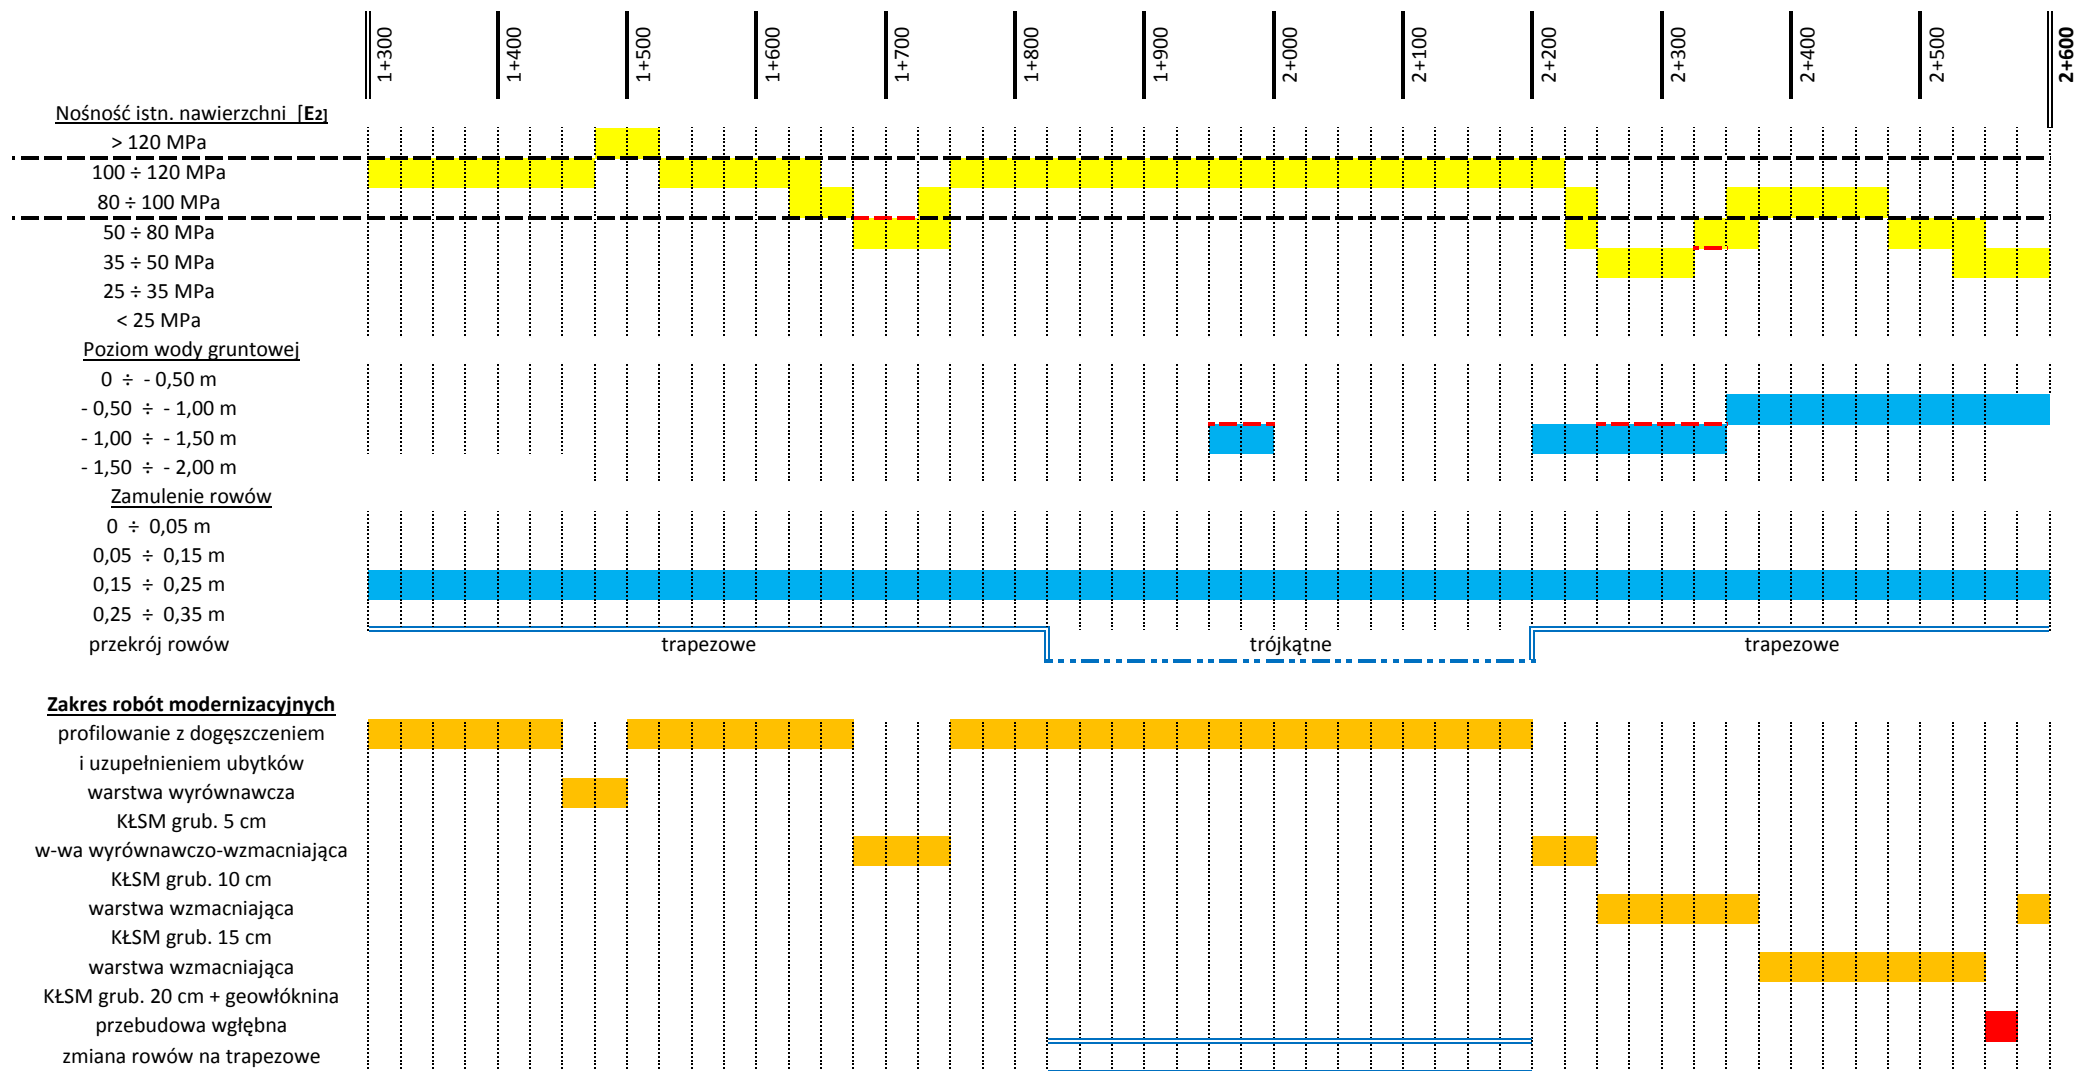 1+300
1+400
1+500
1+600
1+700
1+800
1+900
2+000
2+100
2+200
2+300
2+400
2+500
2+600
Nośność istn. nawierzchni [E2]
> 120 MPa
100 ÷ 120 MPa
80 ÷ 100 MPa
50 ÷ 80 MPa
35 ÷ 50 MPa
25 ÷ 35 MPa
< 25 MPa
Poziom wody gruntowej
0 ÷ - 0,50 m
- 0,50 ÷ - 1,00 m
- 1,00 ÷ - 1,50 m
- 1,50 ÷ - 2,00 m
Zamulenie rowów
0 ÷ 0,05 m
0,05 ÷ 0,15 m
0,15 ÷ 0,25 m
0,25 ÷ 0,35 m
przekrój rowów trapezowe trójkątne trapezowe
Zakres robót modernizacyjnych
profilowanie z dogęszczeniem
i uzupełnieniem ubytków
warstwa wyrównawcza
KŁSM grub. 5 cm
w-wa wyrównawczo-wzmacniająca
KŁSM grub. 10 cm
warstwa wzmacniająca
KŁSM grub. 15 cm
warstwa wzmacniająca
KŁSM grub. 20 cm + geowłóknina
przebudowa wgłębna
zmiana rowów na trapezowe